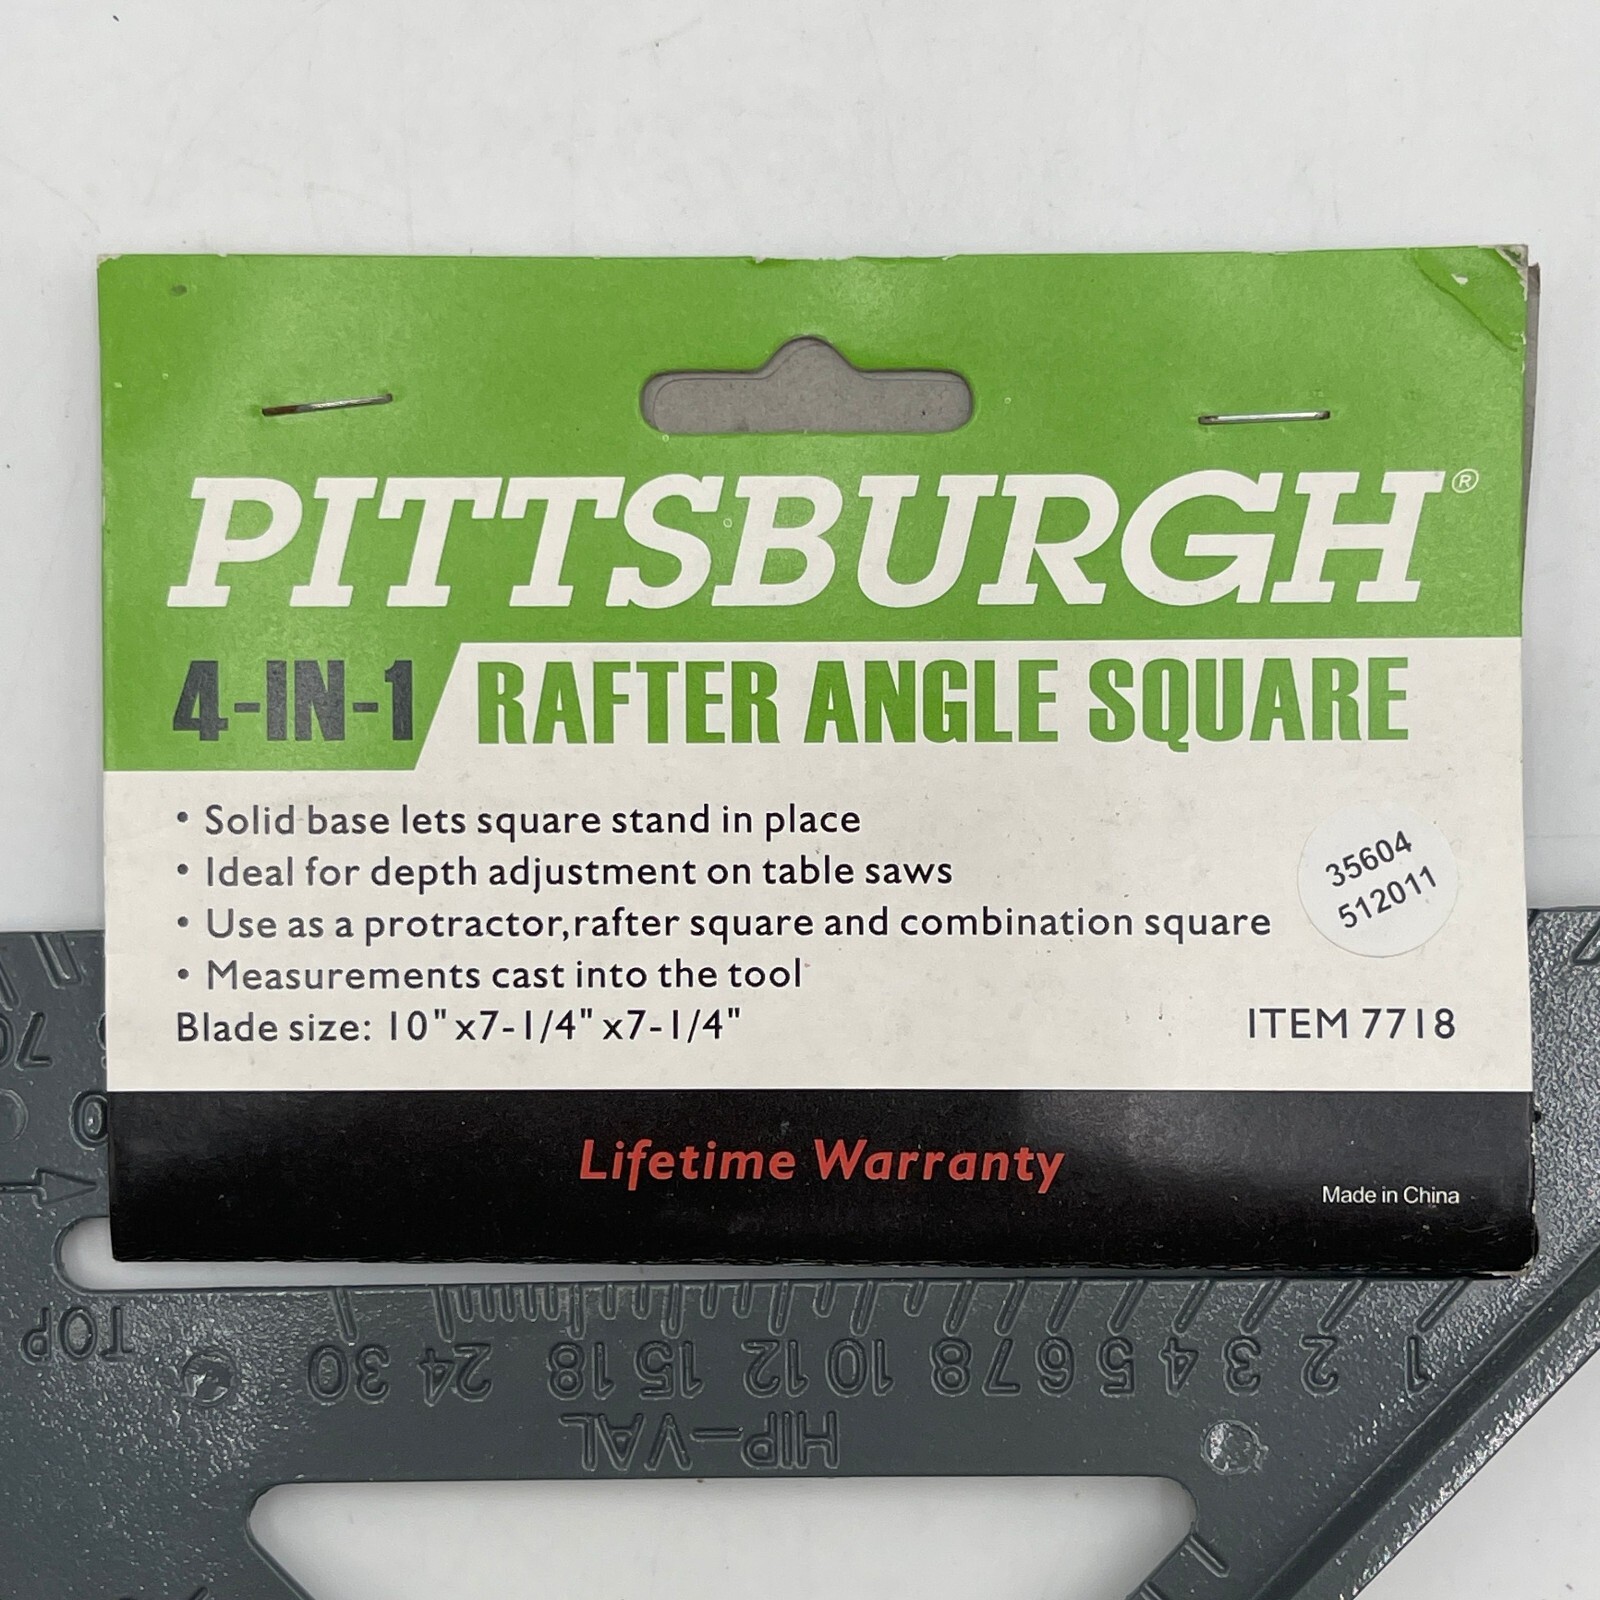 PITTSBURGH®
4-IN-1 RAFTER ANGLE SQUARE
• Solid base lets square stand in place
• Ideal for depth adjustment on table saws
• Use as a protractor,rafter square and combination square
• Measurements cast into the tool
Blade size: 10" x7-1/4" x7-1/4"
35604
512011
ITEM 7718
Lifetime Warranty
Made in China
70
TOP
30 24 18 15 12 10 8 7 6 5 4 3 2 1
HIP-VAL